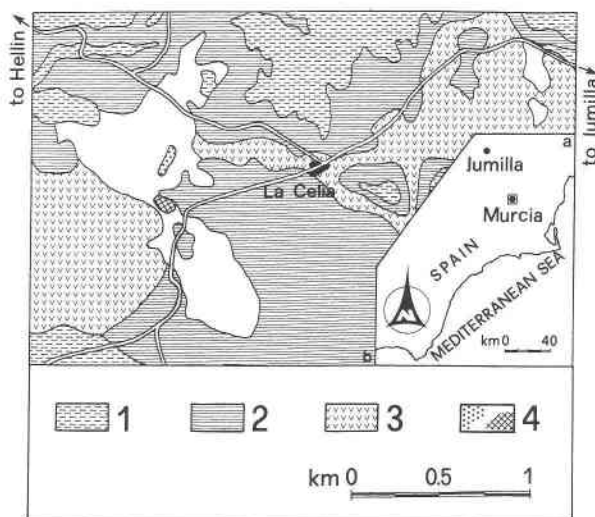 to Hellin
to Jumilla
La Celia
a
Jumilla
Murcia
SPAIN
MEDITERRANEAN SEA
km 0 40
b
1
2
3
4
km 0 0.5 1